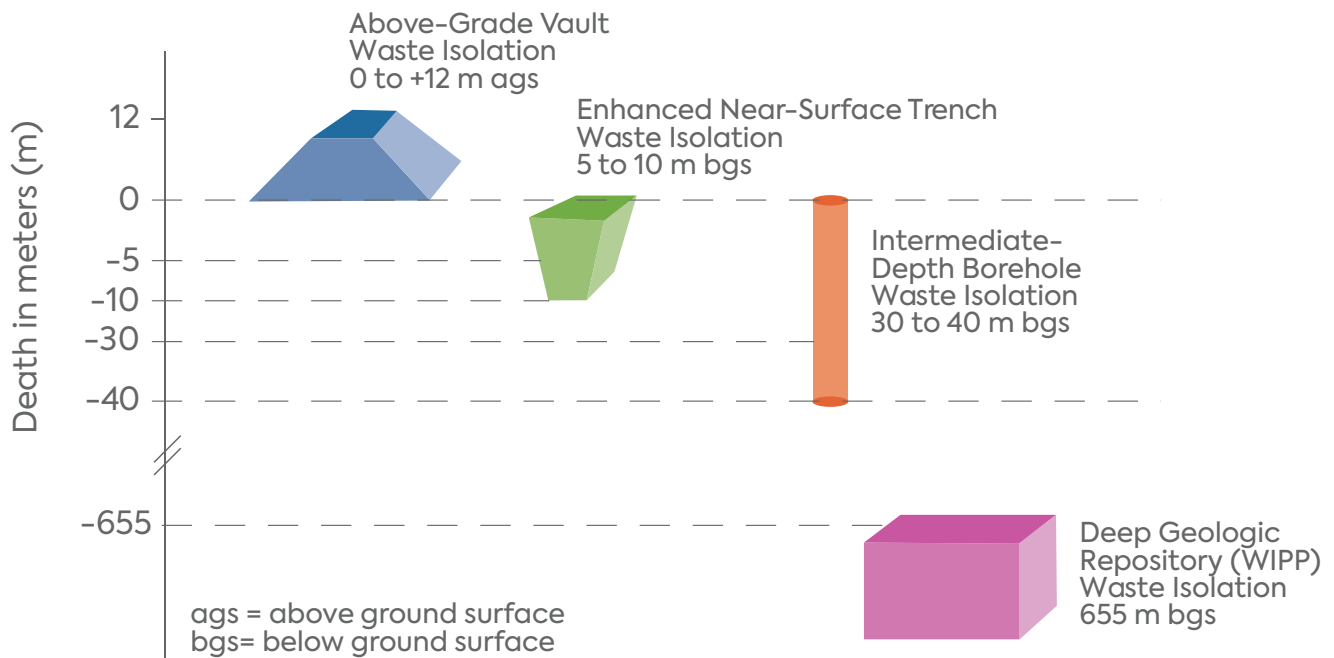 Above-Grade Vault
Waste Isolation
0 to +12 m ags
Enhanced Near-Surface Trench
Waste Isolation
5 to 10 m bgs
Intermediate-
Depth Borehole
Waste Isolation
30 to 40 m bgs
Deep Geologic
Repository (WIPP)
Waste Isolation
655 m bgs
Death in meters (m)
12
0
-5
-10
-30
-40
-655
ags = above ground surface
bgs= below ground surface